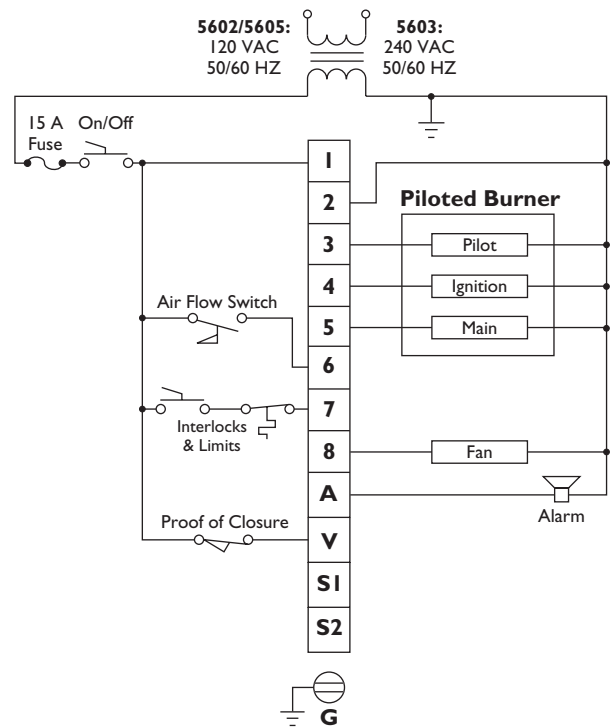 5602/5605:
120 VAC
50/60 HZ
5603:
240 VAC
50/60 HZ
15 A
Fuse
On/Off
1
2
Piloted Burner
3
Pilot
4
Ignition
5
Main
Air Flow Switch
6
7
Interlocks
& Limits
8
Fan
A
Alarm
Proof of Closure
V
S1
S2
G